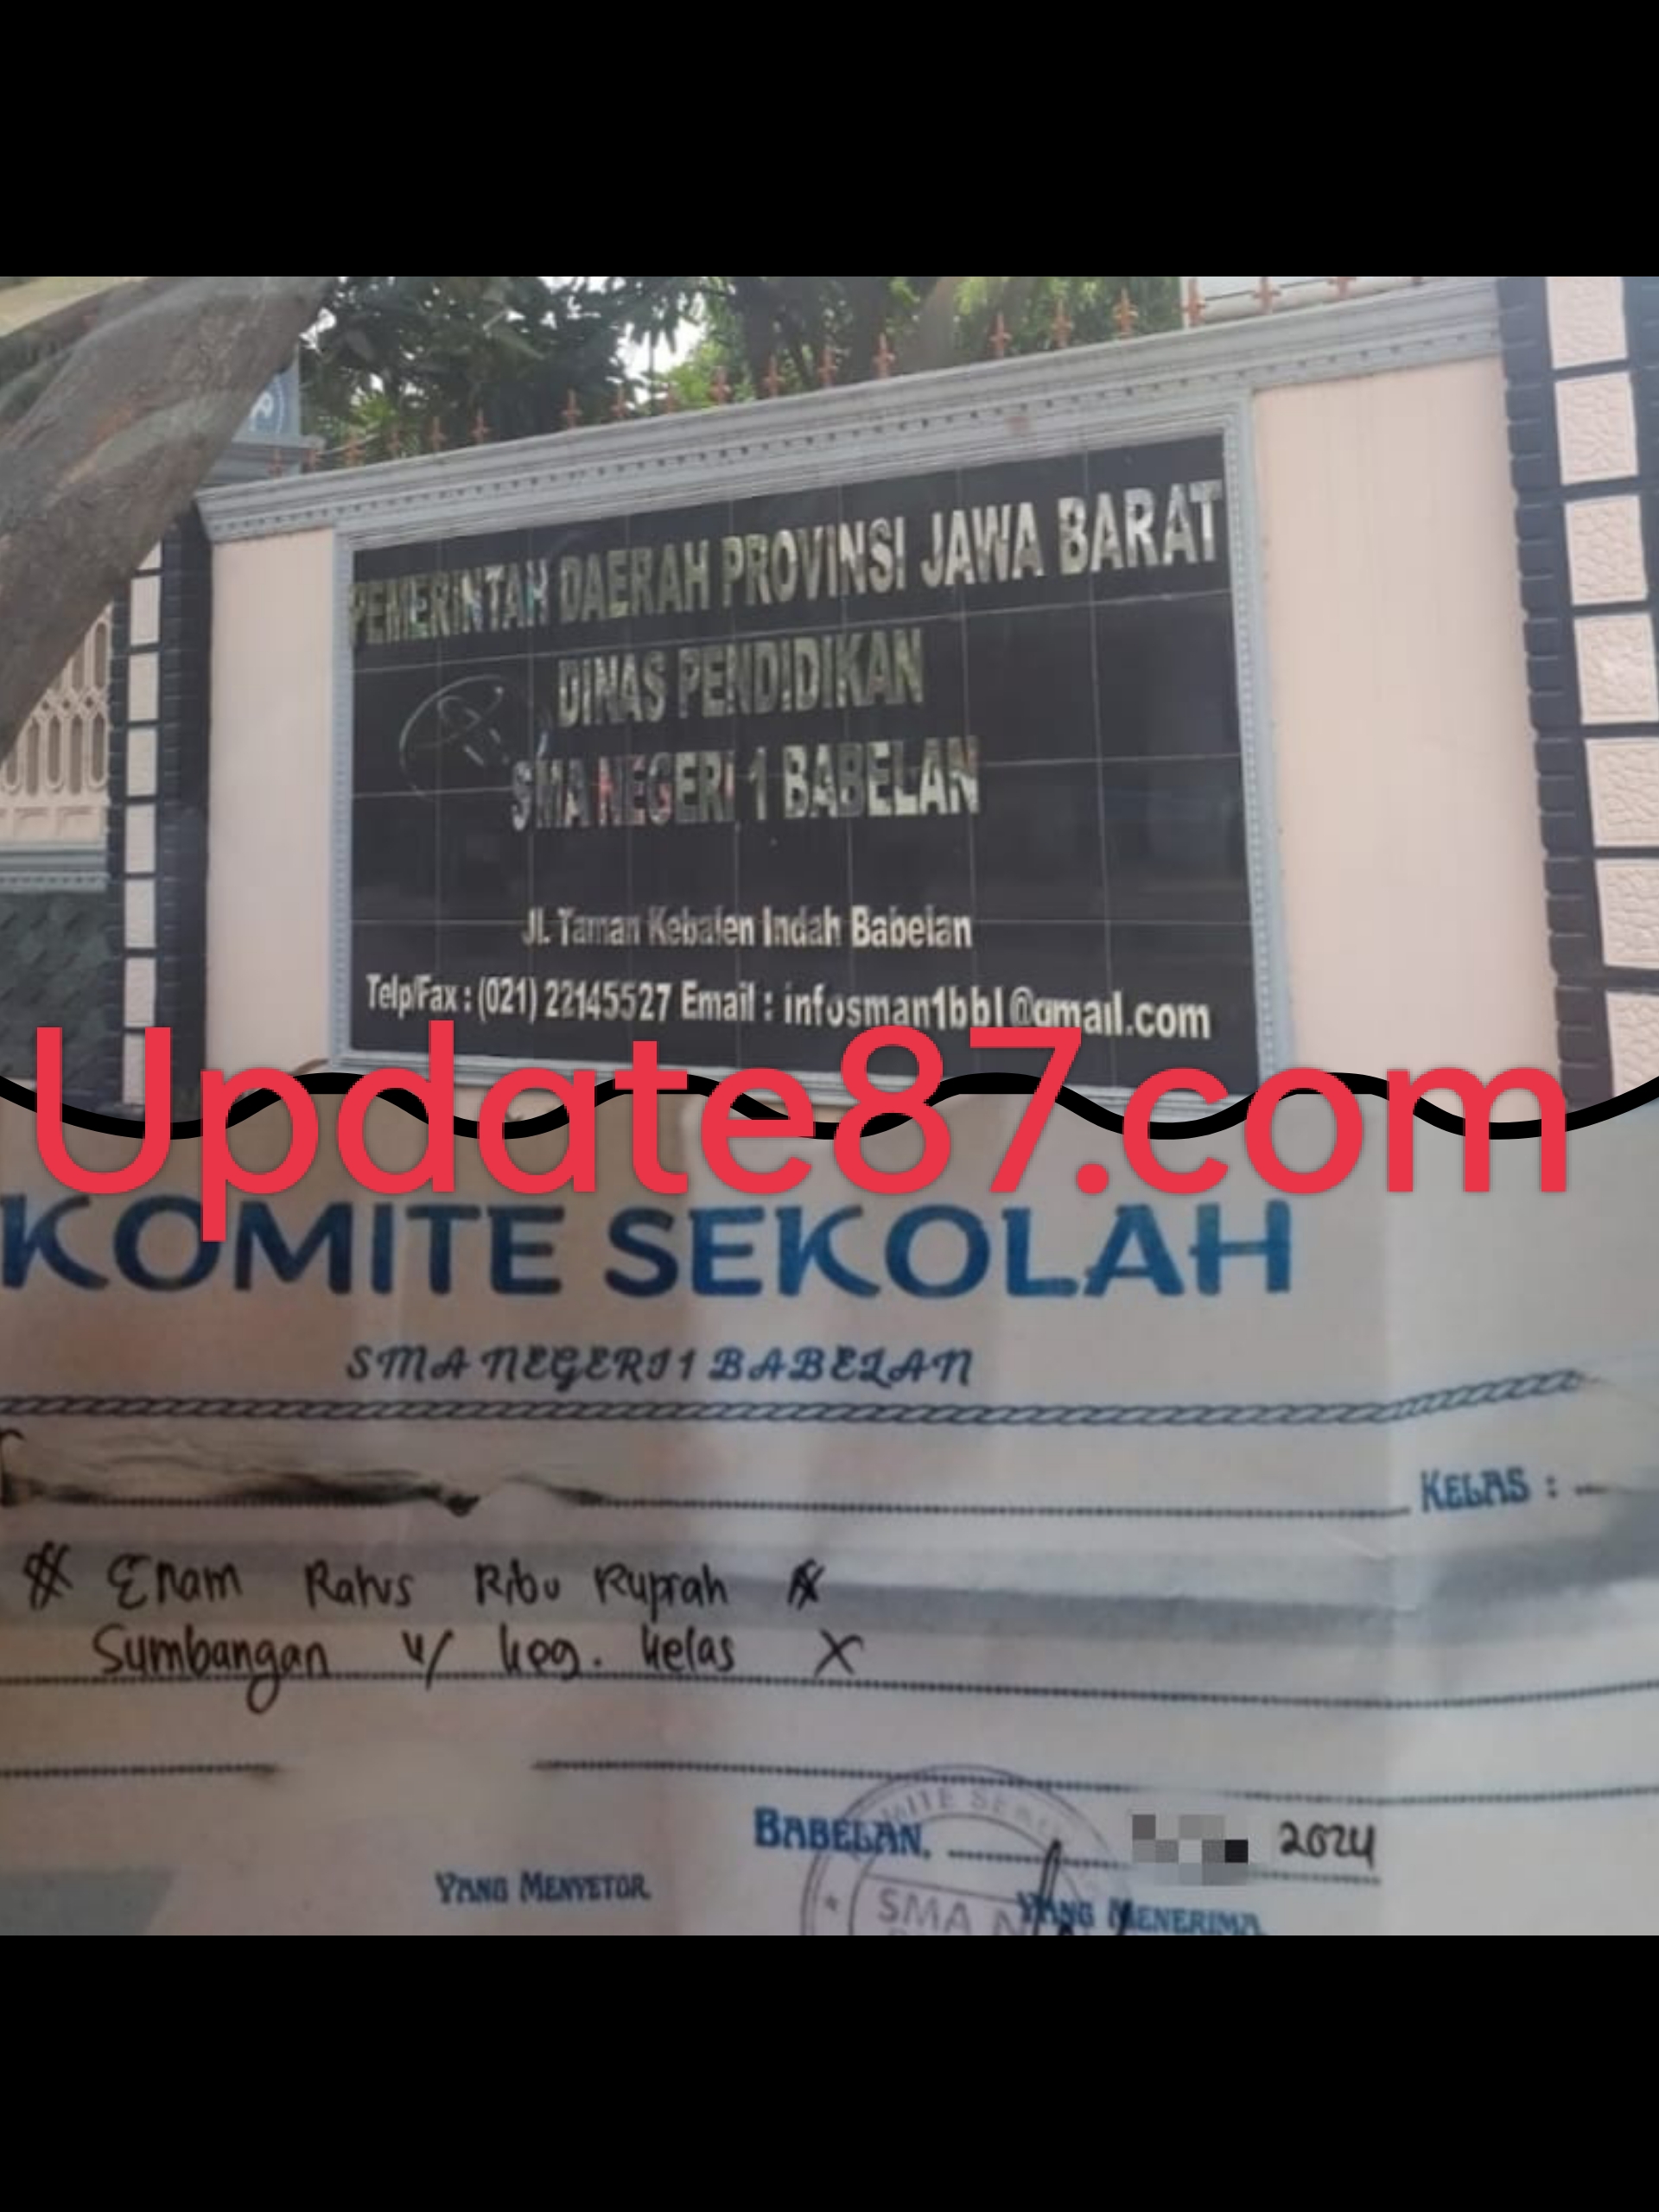 PEMERINTAH DAERAH PROVINSI JAWA BARAT
DINAS PENDIDIKAN
SMA NEGERI 1 BABELAN
Jl. Taman Kebalen Indah Babelan
Telp/Fax : (021) 22145527 Email : infosman1bbl@gmail.com
Update87.com
KOMITE SEKOLAH
SMA NEGERI 1 BABELAN
KELAS :
Enam Ratus Ribu Rupiah
Sumbangan u/ keg. kelas X
BABELAN, 2024
YANG MENYETOR
YANG MENERIMA
SMA N